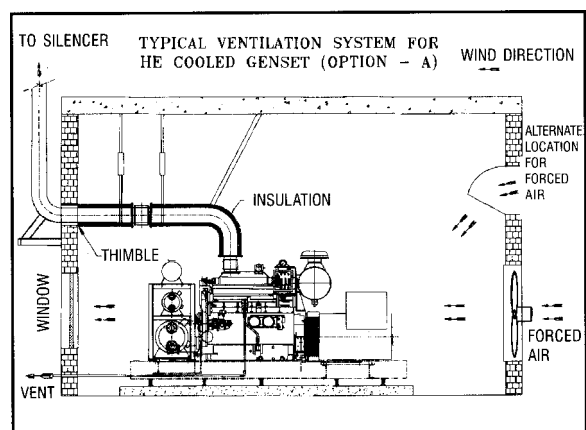 TO SILENCER
TYPICAL VENTILATION SYSTEM FOR
HE COOLED GENSET (OPTION - A)
WIND DIRECTION
ALTERNATE
LOCATION
FOR
FORCED
AIR
INSULATION
THIMBLE
WINDOW
FORCED
AIR
VENT